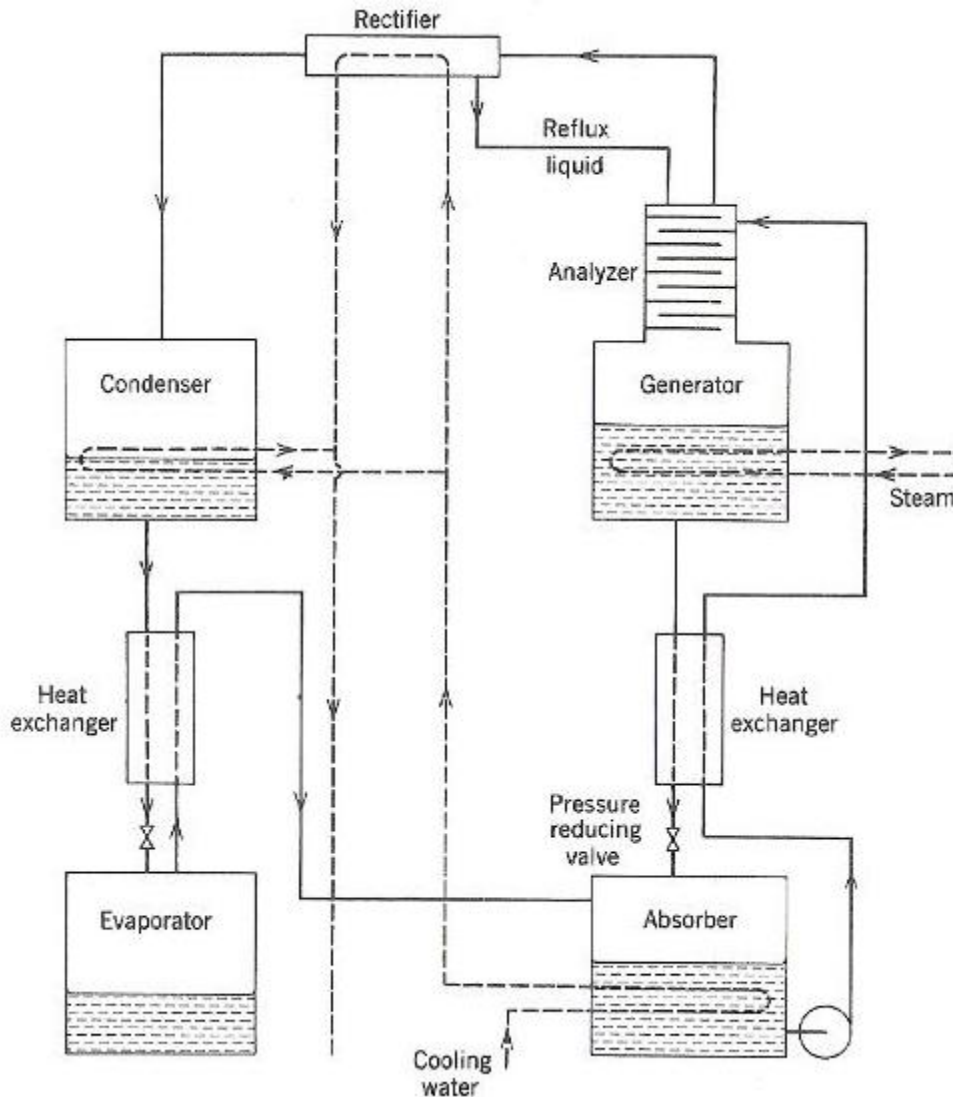 Rectifier
Reflux
liquid
Analyzer
Condenser
Generator
Steam
Heat
exchanger
Heat
exchanger
Pressure
reducing
valve
Evaporator
Absorber
Cooling
water